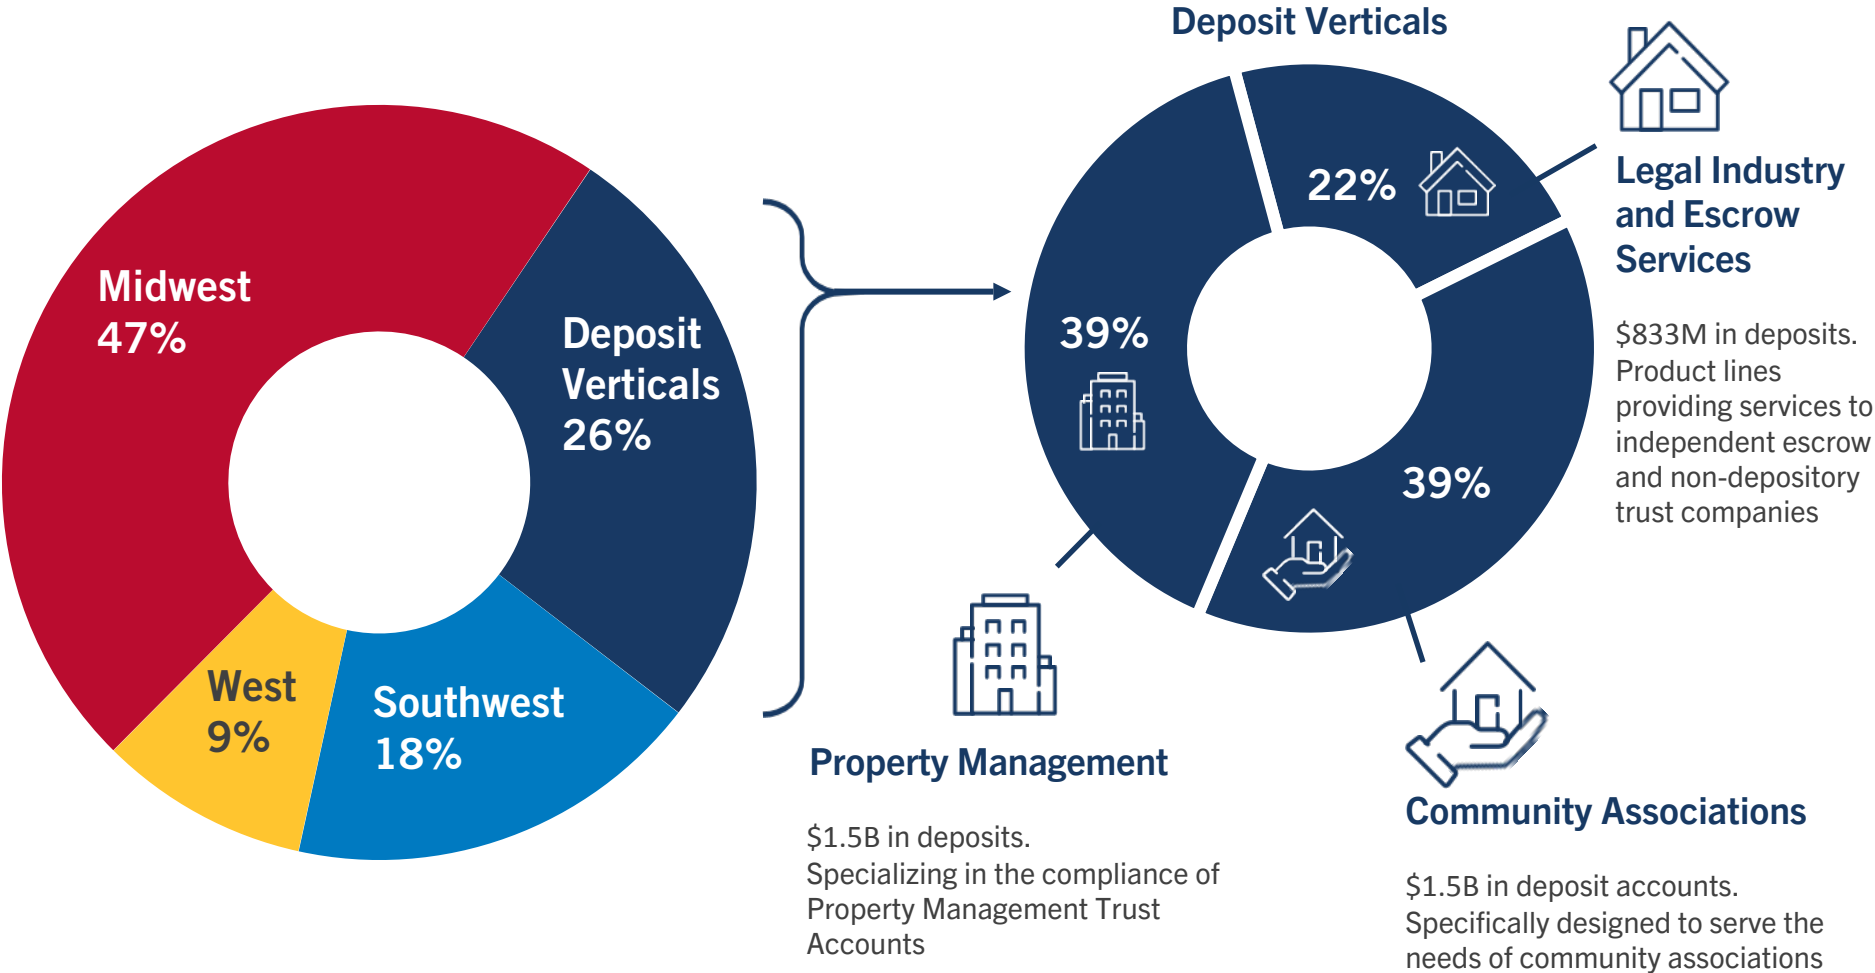 Deposit Verticals
Midwest
47%
Deposit
Verticals
26%
West
9%
Southwest
18%
22%
39%
39%
Legal Industry
and Escrow
Services
$833M in deposits.
Product lines
providing services to
independent escrow
and non-depository
trust companies
Property Management
$1.5B in deposits.
Specializing in the compliance of
Property Management Trust
Accounts
Community Associations
$1.5B in deposit accounts.
Specifically designed to serve the
needs of community associations